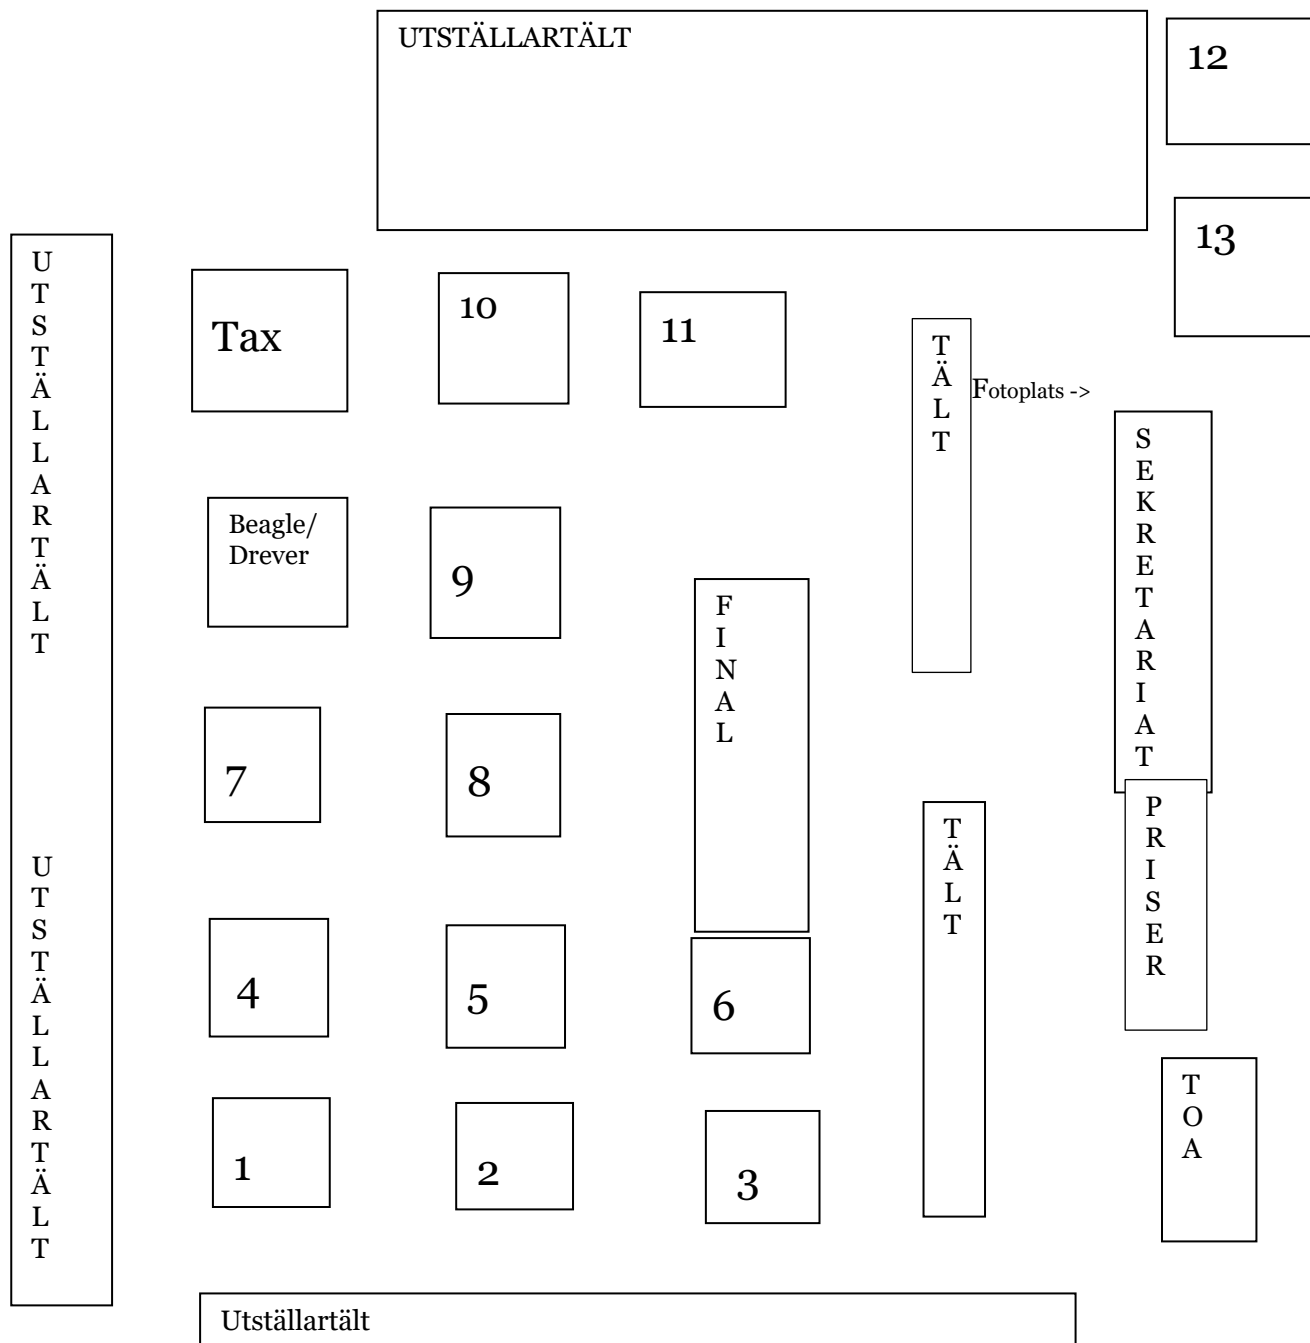 UTSTÄLLARTÄLT
12
13
UTSTÄLLARTÄLT
Tax
10
11
TÄLT
Fotoplats ->
SEKRETARIAT
Beagle/
Drever
9
FINAL
7
8
PRISER
TÄLT
UTSTÄLLARTÄLT
4
5
6
TOA
1
2
3
Utställartält